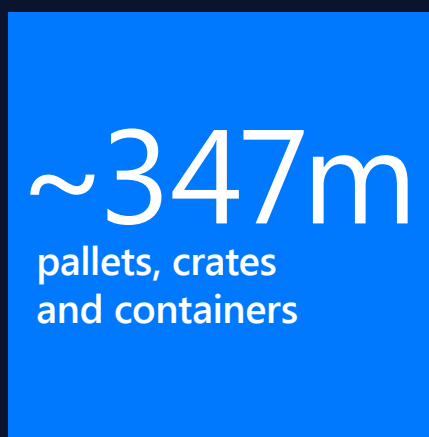 ~347m
pallets, crates
and containers